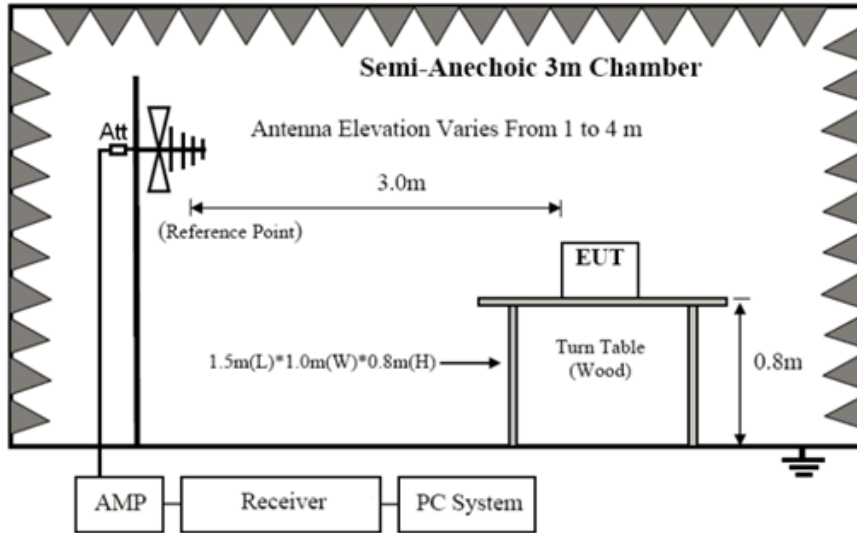 Semi-Anechoic 3m Chamber
Att
Antenna Elevation Varies From 1 to 4 m
3.0m
(Reference Point)
EUT
1.5m(L)*1.0m(W)*0.8m(H)
Turn Table
(Wood)
0.8m
AMP
Receiver
PC System